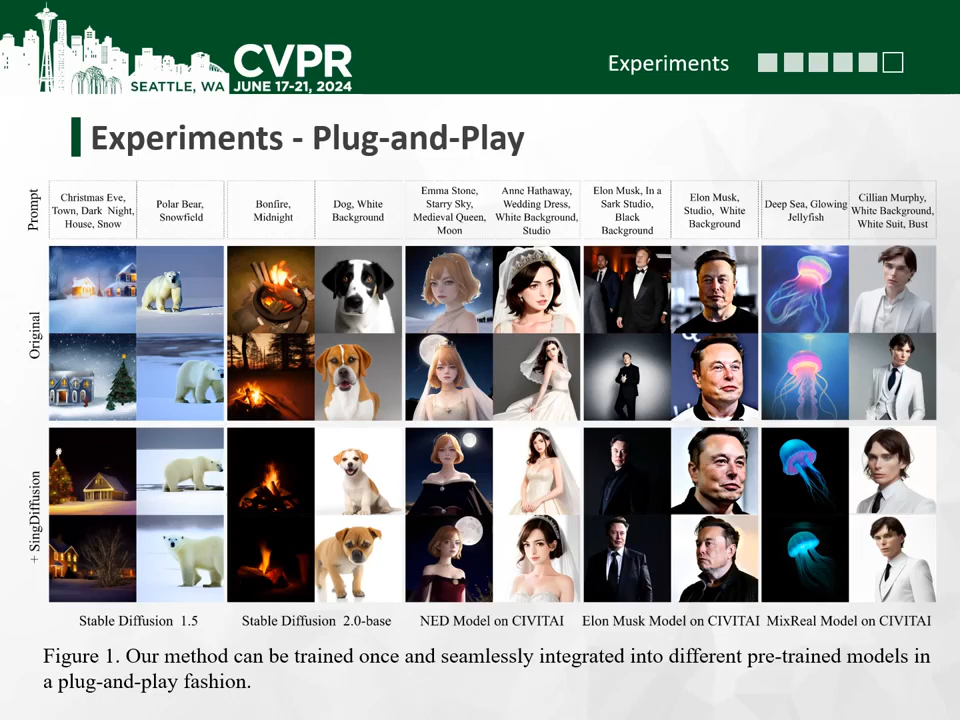 CVPR
SEATTLE, WA JUNE 17-21, 2024
Experiments
Experiments - Plug-and-Play
Prompt
Christmas Eve,
Town, Dark Night,
House, Snow
Polar Bear,
Snowfield
Bonfire,
Midnight
Dog, White
Background
Emma Stone,
Starry Sky,
Medieval Queen,
Moon
Anne Hathaway,
Wedding Dress,
White Background,
Studio
Elon Musk, In a
Sark Studio,
Black
Background
Elon Musk,
Studio, White
Background
Deep Sea, Glowing
Jellyfish
Cillian Murphy,
White Background,
White Suit, Bust
Original
+ SingDiffusion
Stable Diffusion 1.5
Stable Diffusion 2.0-base
NED Model on CIVITAI
Elon Musk Model on CIVITAI
MixReal Model on CIVITAI
Figure 1. Our method can be trained once and seamlessly integrated into different pre-trained models in
a plug-and-play fashion.